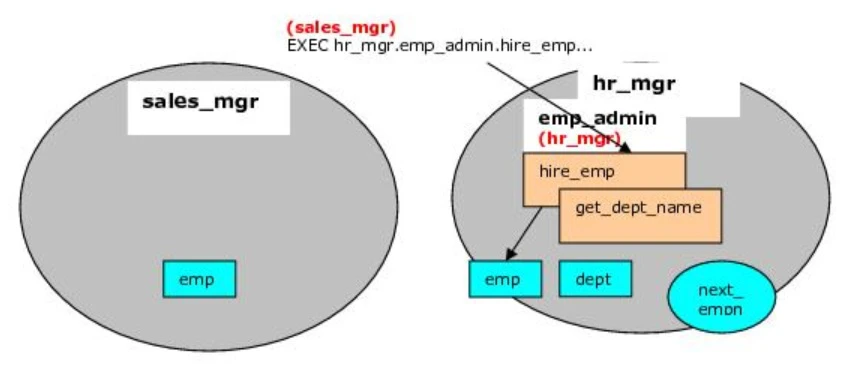 (sales_mgr)
EXEC hr_mgr.emp_admin.hire_emp...
sales_mgr
hr_mgr
emp_admin
(hr_mgr)
hire_emp
get_dept_name
emp
emp
dept
next_
empn